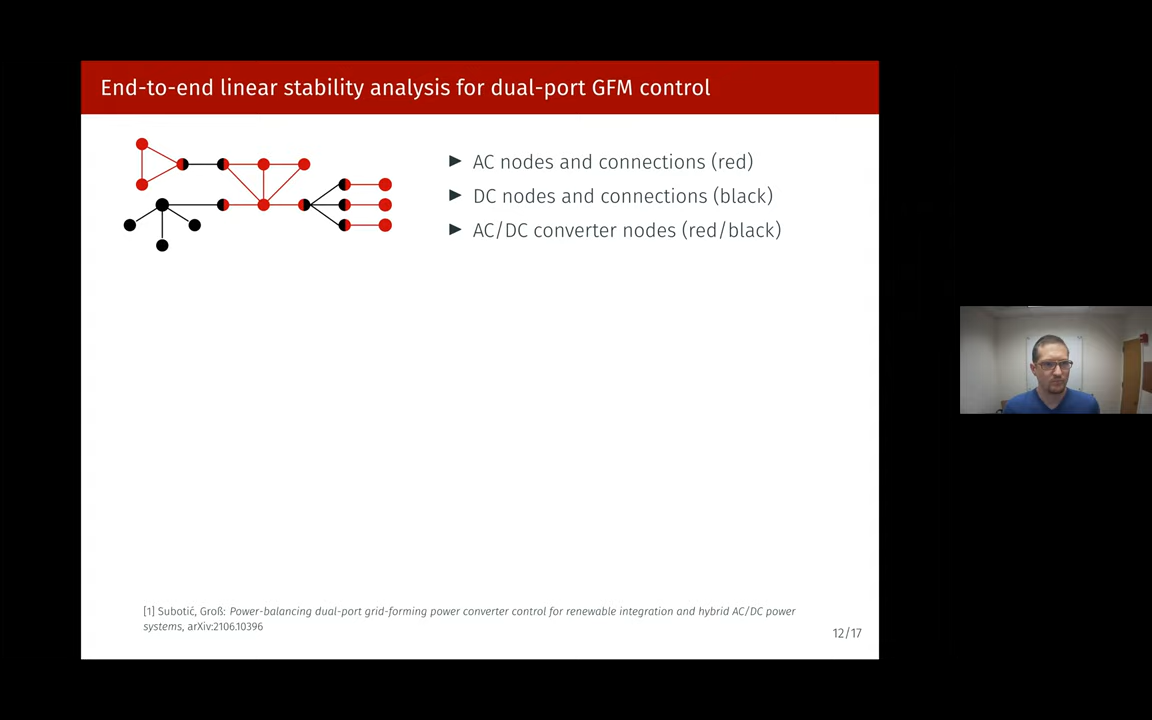 End-to-end linear stability analysis for dual-port GFM control
► AC nodes and connections (red)
► DC nodes and connections (black)
► AC/DC converter nodes (red/black)
[1] Subotić, Groß: Power-balancing dual-port grid-forming power converter control for renewable integration and hybrid AC/DC power
systems, arXiv:2106.10396
12/17